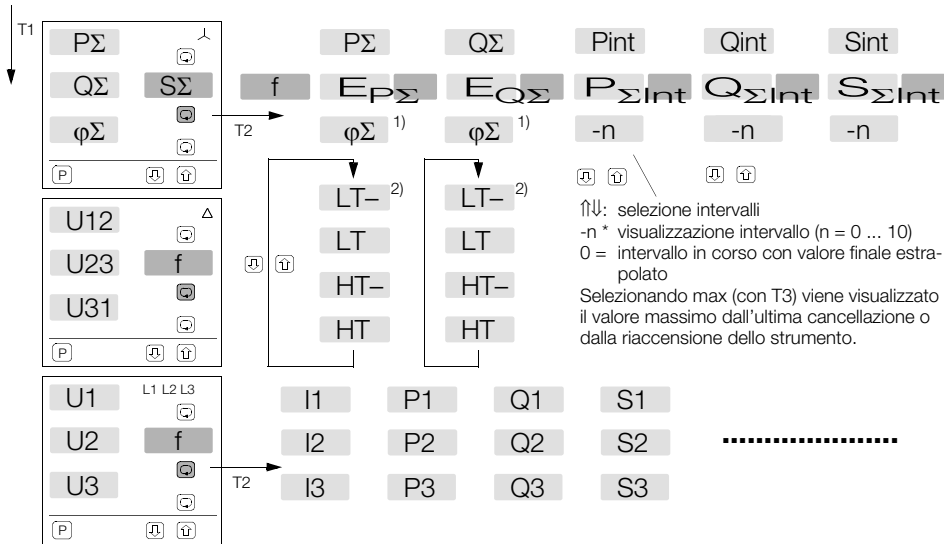 T1
PΣ
QΣ SΣ
φΣ
P
T2
f
PΣ QΣ Pint Qint Sint
EPΣ EQΣ PΣInt QΣInt SΣInt
φΣ 1) φΣ 1) -n -n -n
LT– 2) LT– 2)
LT LT
HT– HT–
HT HT
⇑⇓: selezione intervalli
-n * visualizzazione intervallo (n = 0 ... 10)
0 = intervallo in corso con valore finale estra-
polato
Selezionando max (con T3) viene visualizzato
il valore massimo dall'ultima cancellazione o
dalla riaccensione dello strumento.
U12
U23 f
U31
P
U1 L1 L2 L3
U2 f
U3
P
T2
I1 P1 Q1 S1
I2 P2 Q2 S2
I3 P3 Q3 S3